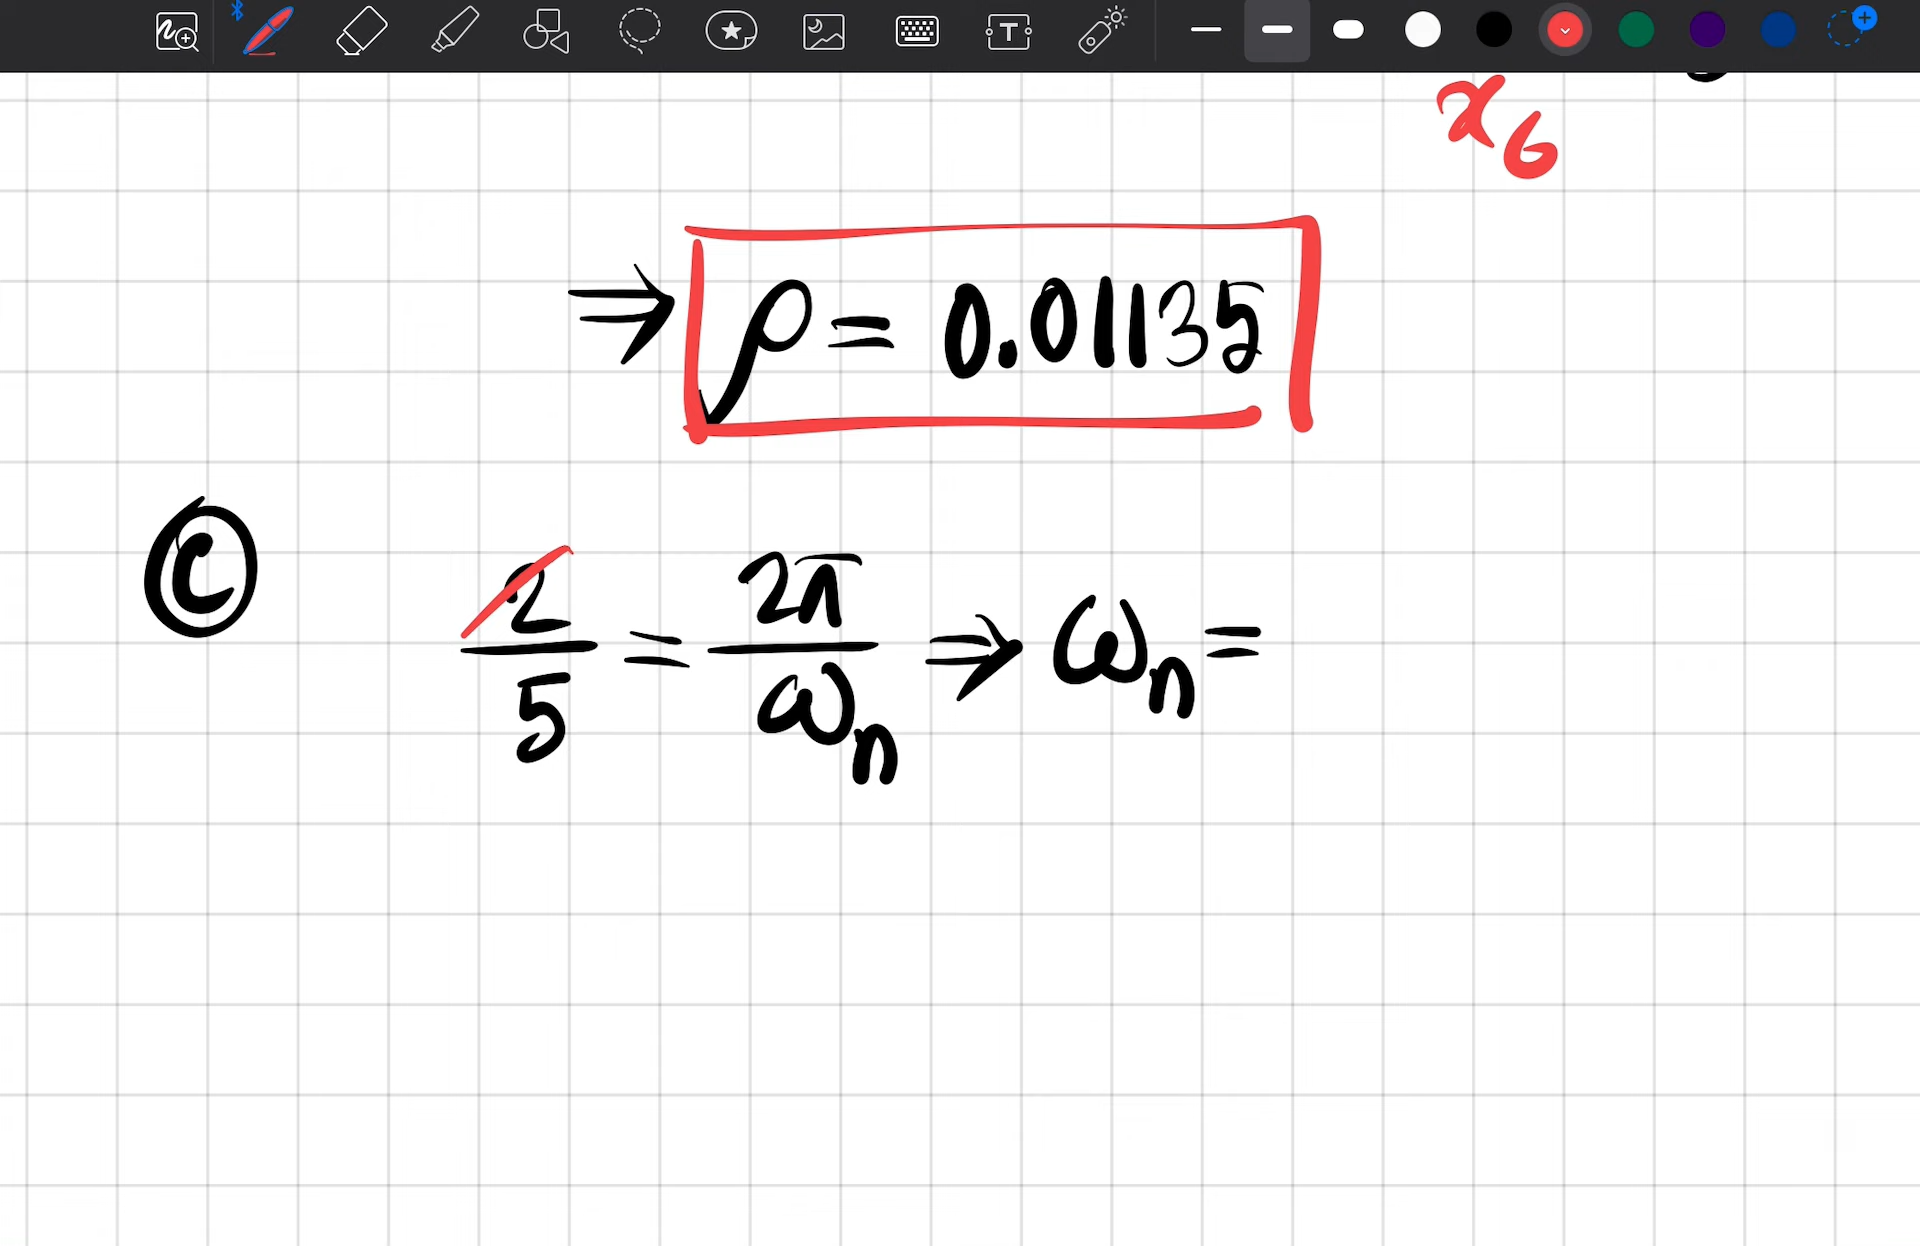 x₆
⇒ ρ = 0.01135
Ⓒ 2/5 = 2π/ωₙ ⇒ ωₙ =